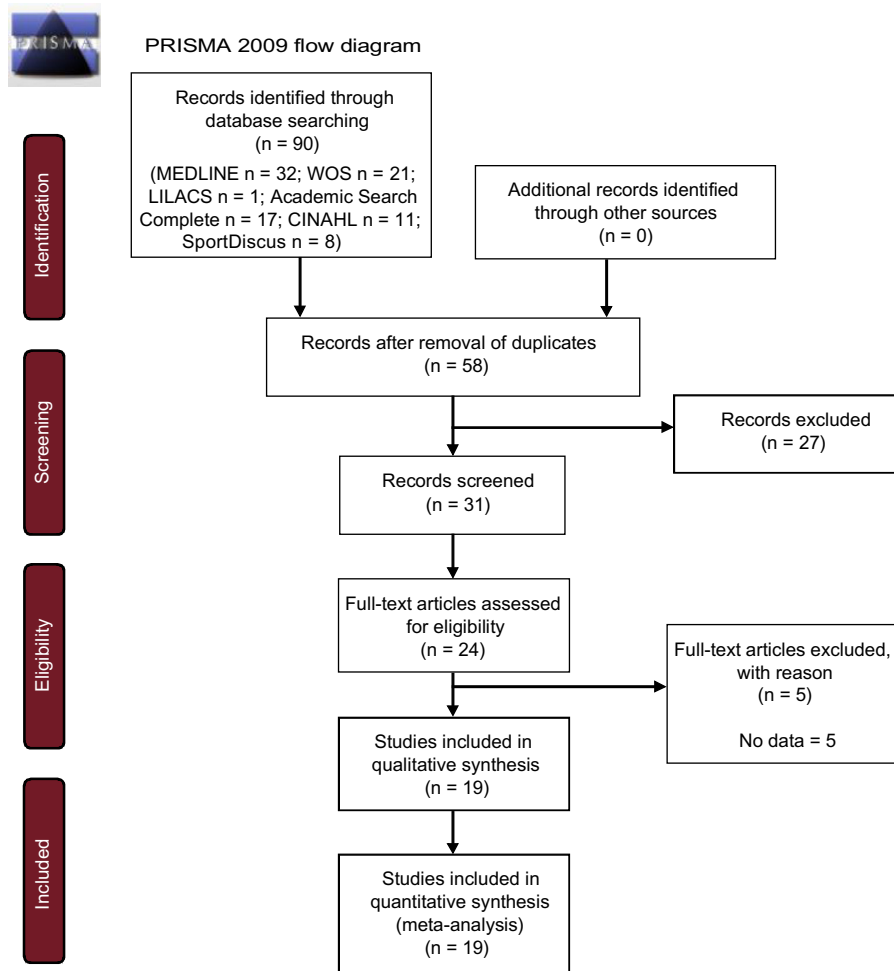 PRISMA
PRISMA 2009 flow diagram
Records identified through
database searching
(n = 90)
(MEDLINE n = 32; WOS n = 21;
LILACS n = 1; Academic Search
Complete n = 17; CINAHL n = 11;
SportDiscus n = 8)
Additional records identified
through other sources
(n = 0)
Identification
Records after removal of duplicates
(n = 58)
Screening
Records excluded
(n = 27)
Records screened
(n = 31)
Eligibility
Full-text articles assessed
for eligibility
(n = 24)
Full-text articles excluded,
with reason
(n = 5)
No data = 5
Studies included in
qualitative synthesis
(n = 19)
Included
Studies included in
quantitative synthesis
(meta-analysis)
(n = 19)